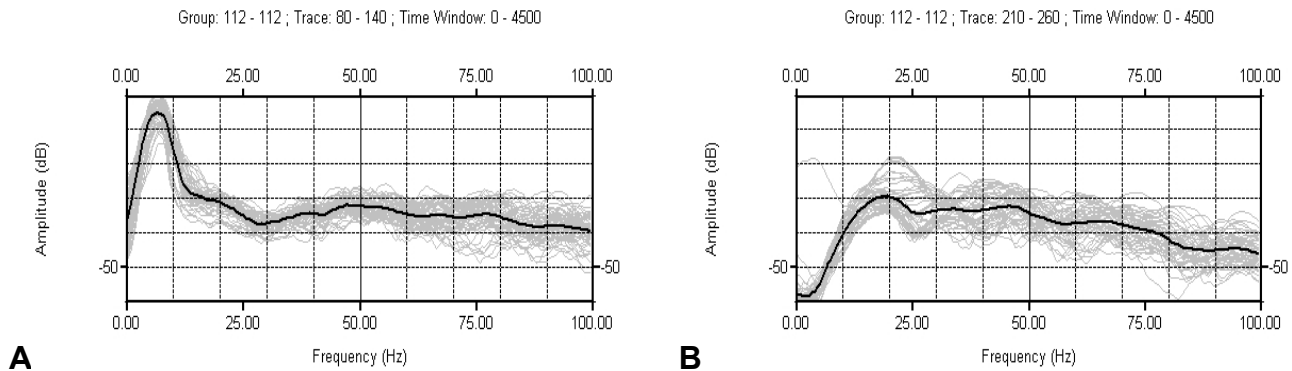 Group: 112 - 112 ; Trace: 80 - 140 ; Time Window: 0 - 4500
0.00 25.00 50.00 75.00 100.00
Amplitude (dB)
-50 -50
0.00 25.00 50.00 75.00 100.00
Frequency (Hz)
A
Group: 112 - 112 ; Trace: 210 - 260 ; Time Window: 0 - 4500
0.00 25.00 50.00 75.00 100.00
Amplitude (dB)
-50 -50
0.00 25.00 50.00 75.00 100.00
Frequency (Hz)
B